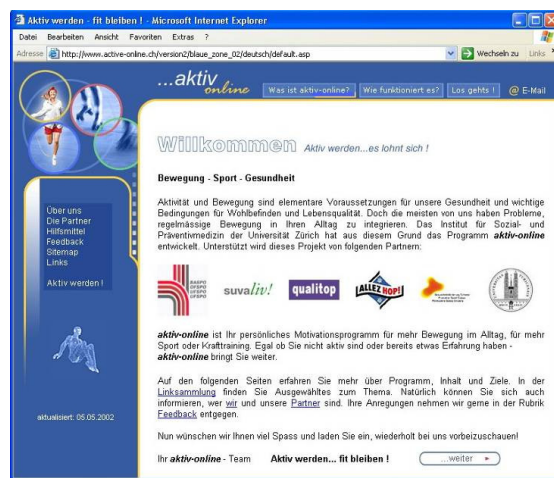 Aktiv werden - fit bleiben ! - Microsoft Internet Explorer
Datei Bearbeiten Ansicht Favoriten Extras ?
Adresse http://www.active-online.ch/version2/blaue_zone_02/deutsch/default.asp Wechseln zu Links
...aktiv
online
Was ist aktiv-online? Wie funktioniert es? Los gehts ! @ E-Mail
Willkommen Aktiv werden...es lohnt sich !
Bewegung - Sport - Gesundheit
Aktivität und Bewegung sind elementare Voraussetzungen für unsere Gesundheit und wichtige
Bedingungen für Wohlbefinden und Lebensqualität. Doch die meisten von uns haben Probleme,
regelmässige Bewegung in Ihren Alltag zu integrieren. Das Institut für Sozial- und
Präventivmedizin der Universität Zürich hat aus diesem Grund das Programm aktiv-online
entwickelt. Unterstützt wird dieses Projekt von folgenden Partnern:
Über uns
Die Partner
Hilfsmittel
Feedback
Sitemap
Links
Aktiv werden !
BASPO
OFSPO
UFSPO
suvaliv!
qualitop
ALLEZ HOP!
aktiv-online ist Ihr persönliches Motivationsprogramm für mehr Bewegung im Alltag, für mehr
Sport oder Krafttraining. Egal ob Sie nicht aktiv sind oder bereits etwas Erfahrung haben -
aktiv-online bringt Sie weiter.
Auf den folgenden Seiten erfahren Sie mehr über Programm, Inhalt und Ziele. In der
Linksammlung finden Sie Ausgewähltes zum Thema. Natürlich können Sie sich auch
informieren, wer wir und unsere Partner sind. Ihre Anregungen nehmen wir gerne in der Rubrik
Feedback entgegen.
aktualisiert: 05.05.2002
Nun wünschen wir Ihnen viel Spass und laden Sie ein, wiederholt bei uns vorbeizuschauen!
Ihr aktiv-online - Team Aktiv werden... fit bleiben ! ...weiter